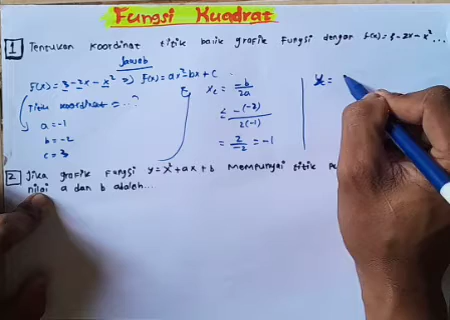 Fungsi Kuadrat
1 Tentukan koordinat titik balik grafik fungsi dengan f(x) = 3 - 2x - x² ...
Jawab
F(x) = 3 - 2x - x² => f(x) = ax² - bx + c
Titik koordinat = ...?
a = -1
b = -2
c = 3
xc = -b/2a
= -(-2)/2(-1)
= 2/-2 = -1
y =
2 Jika grafik fungsi y = x² + ax + b mempunyai titik
nilai a dan b adalah...